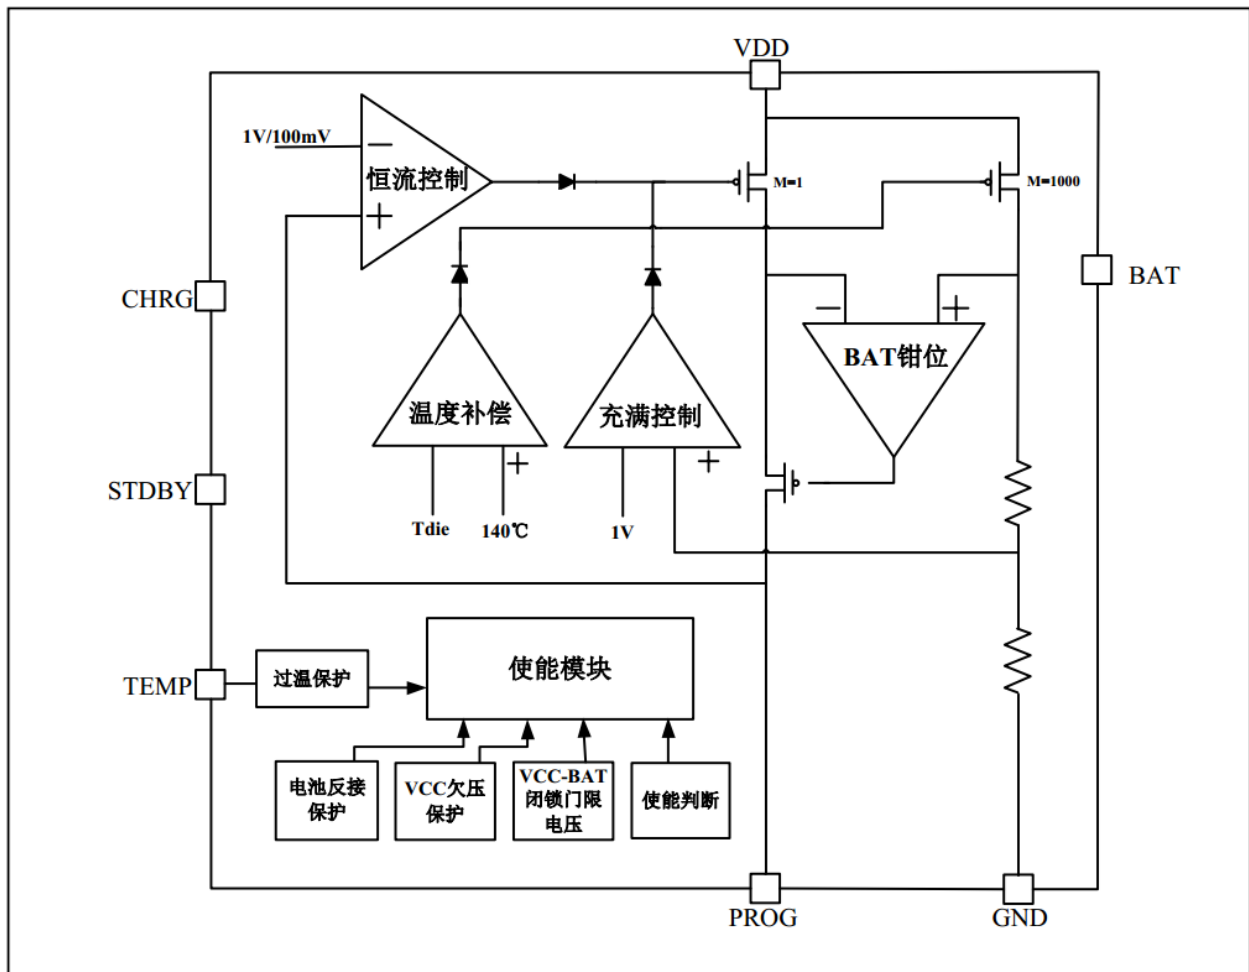 VDD
1V/100mV
恒流控制
M=1
M=1000
CHRG
BAT
BAT钳位
温度补偿
充满控制
STDBY
Tdie
140℃
1V
TEMP
过温保护
使能模块
电池反接
保护
VCC欠压
保护
VCC-BAT
闭锁门限
电压
使能判断
PROG
GND